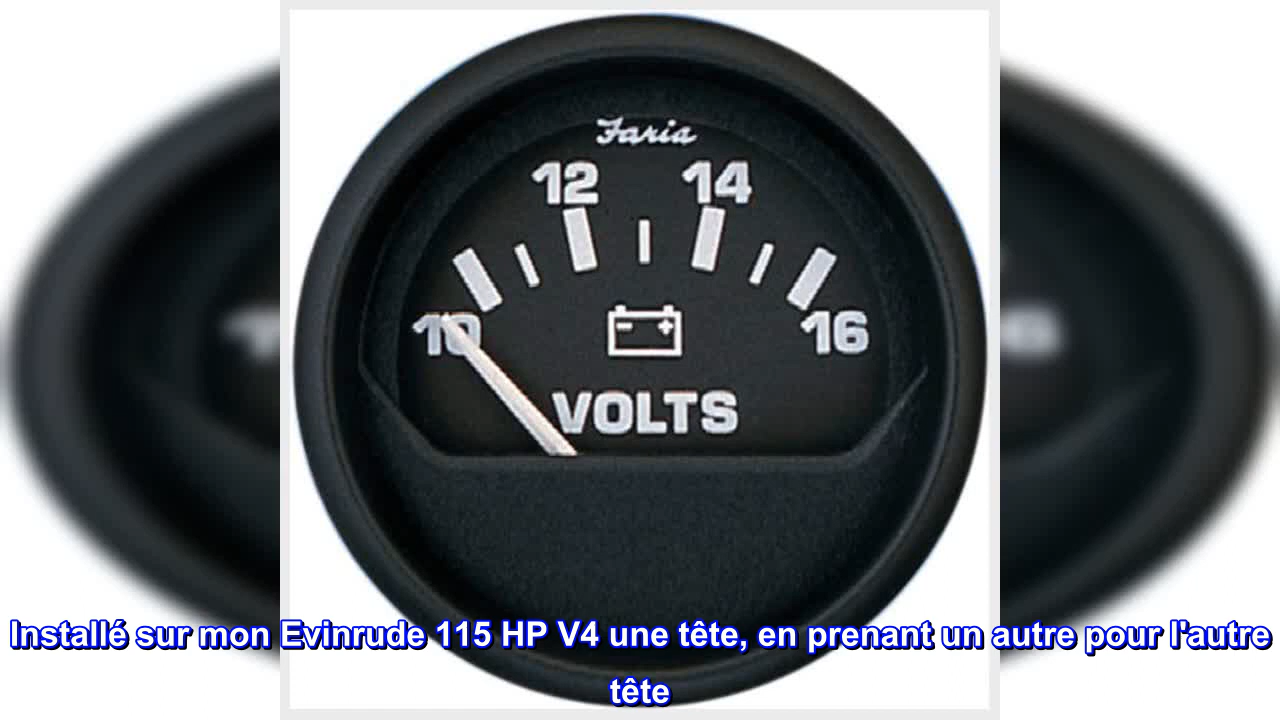 Faria
12 14
10 16
VOLTS
Installé sur mon Evinrude 115 HP V4 une tête, en prenant un autre pour l'autre
tête